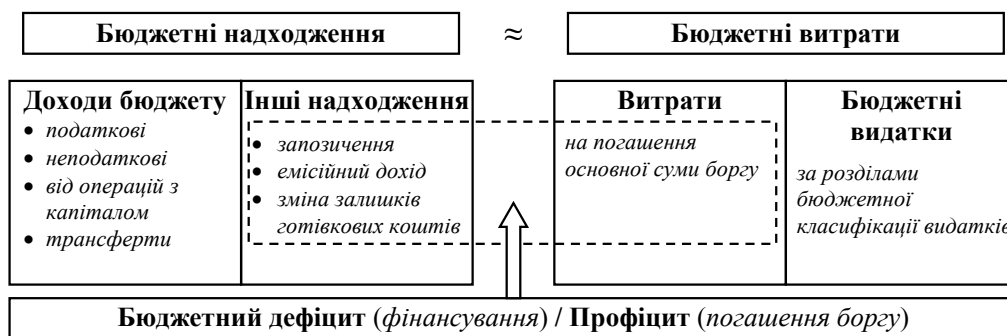 Бюджетні надходження ≈ Бюджетні витрати
Доходи бюджету
• податкові
• неподаткові
• від операцій з
капіталом
• трансферти
Інші надходження
• запозичення
• емісійний дохід
• зміна залишків
готівкових коштів
Витрати
на погашення
основної суми боргу
Бюджетні
видатки
за розділами
бюджетної
класифікації видатків
Бюджетний дефіцит (фінансування) / Профіцит (погашення боргу)